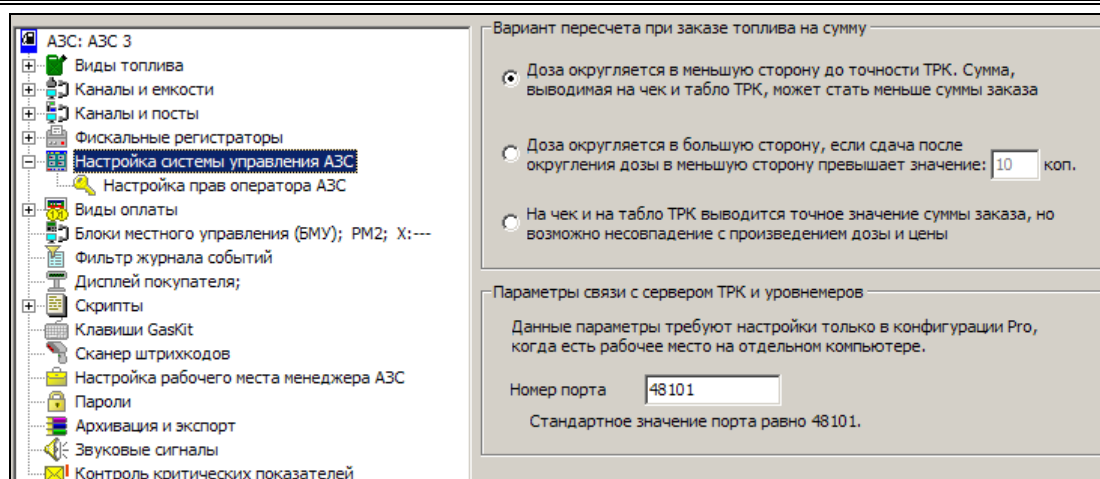 АЗС: АЗС 3
Виды топлива
Каналы и емкости
Каналы и посты
Фискальные регистраторы
Настройка системы управления АЗС
Настройка прав оператора АЗС
Виды оплаты
Блоки местного управления (БМУ); PM2; X:---
Фильтр журнала событий
Дисплей покупателя;
Скрипты
Клавиши GasKit
Сканер штрихкодов
Настройка рабочего места менеджера АЗС
Пароли
Архивация и экспорт
Звуковые сигналы
Контроль критических показателей
Вариант пересчета при заказе топлива на сумму
Доза округляется в меньшую сторону до точности ТРК. Сумма,
выводимая на чек и табло ТРК, может стать меньше суммы заказа
Доза округляется в большую сторону, если сдача после
округления дозы в меньшую сторону превышает значение: 10 коп.
На чек и на табло ТРК выводится точное значение суммы заказа, но
возможно несовпадение с произведением дозы и цены
Параметры связи с сервером ТРК и уровнемеров
Данные параметры требуют настройки только в конфигурации Pro,
когда есть рабочее место на отдельном компьютере.
Номер порта 48101
Стандартное значение порта равно 48101.